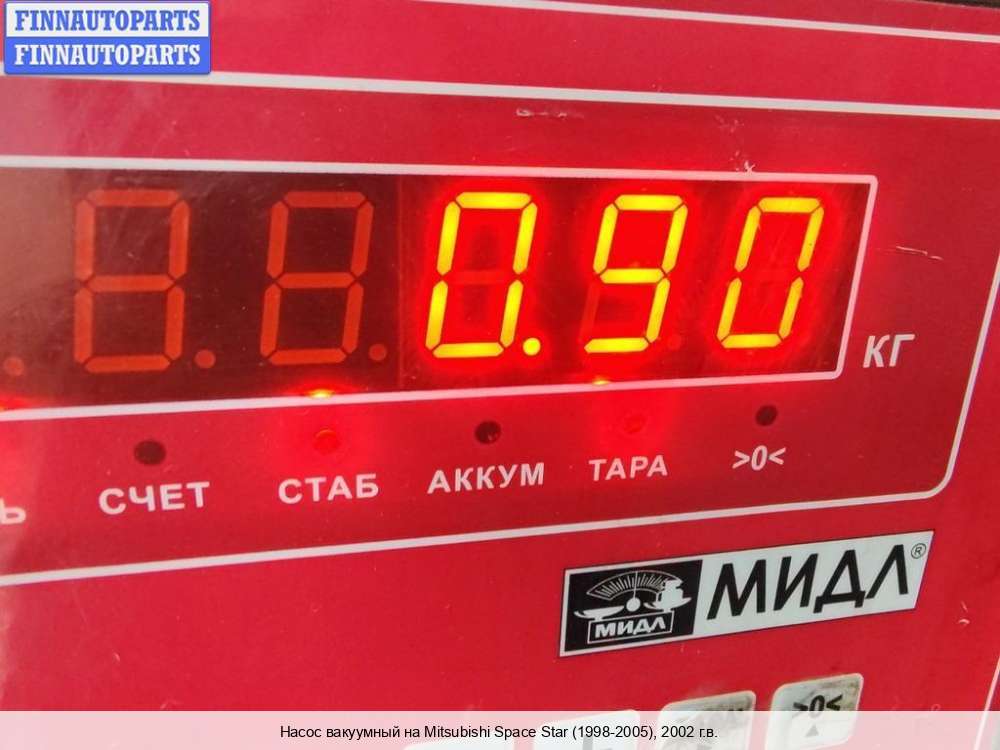 FINNAUTOPARTS
FINNAUTOPARTS
0.90
КГ
СЧЕТ СТАБ АККУМ ТАРА >0<
МИДЛ МИДЛ®
>0<
Насос вакуумный на Mitsubishi Space Star (1998-2005), 2002 г.в.